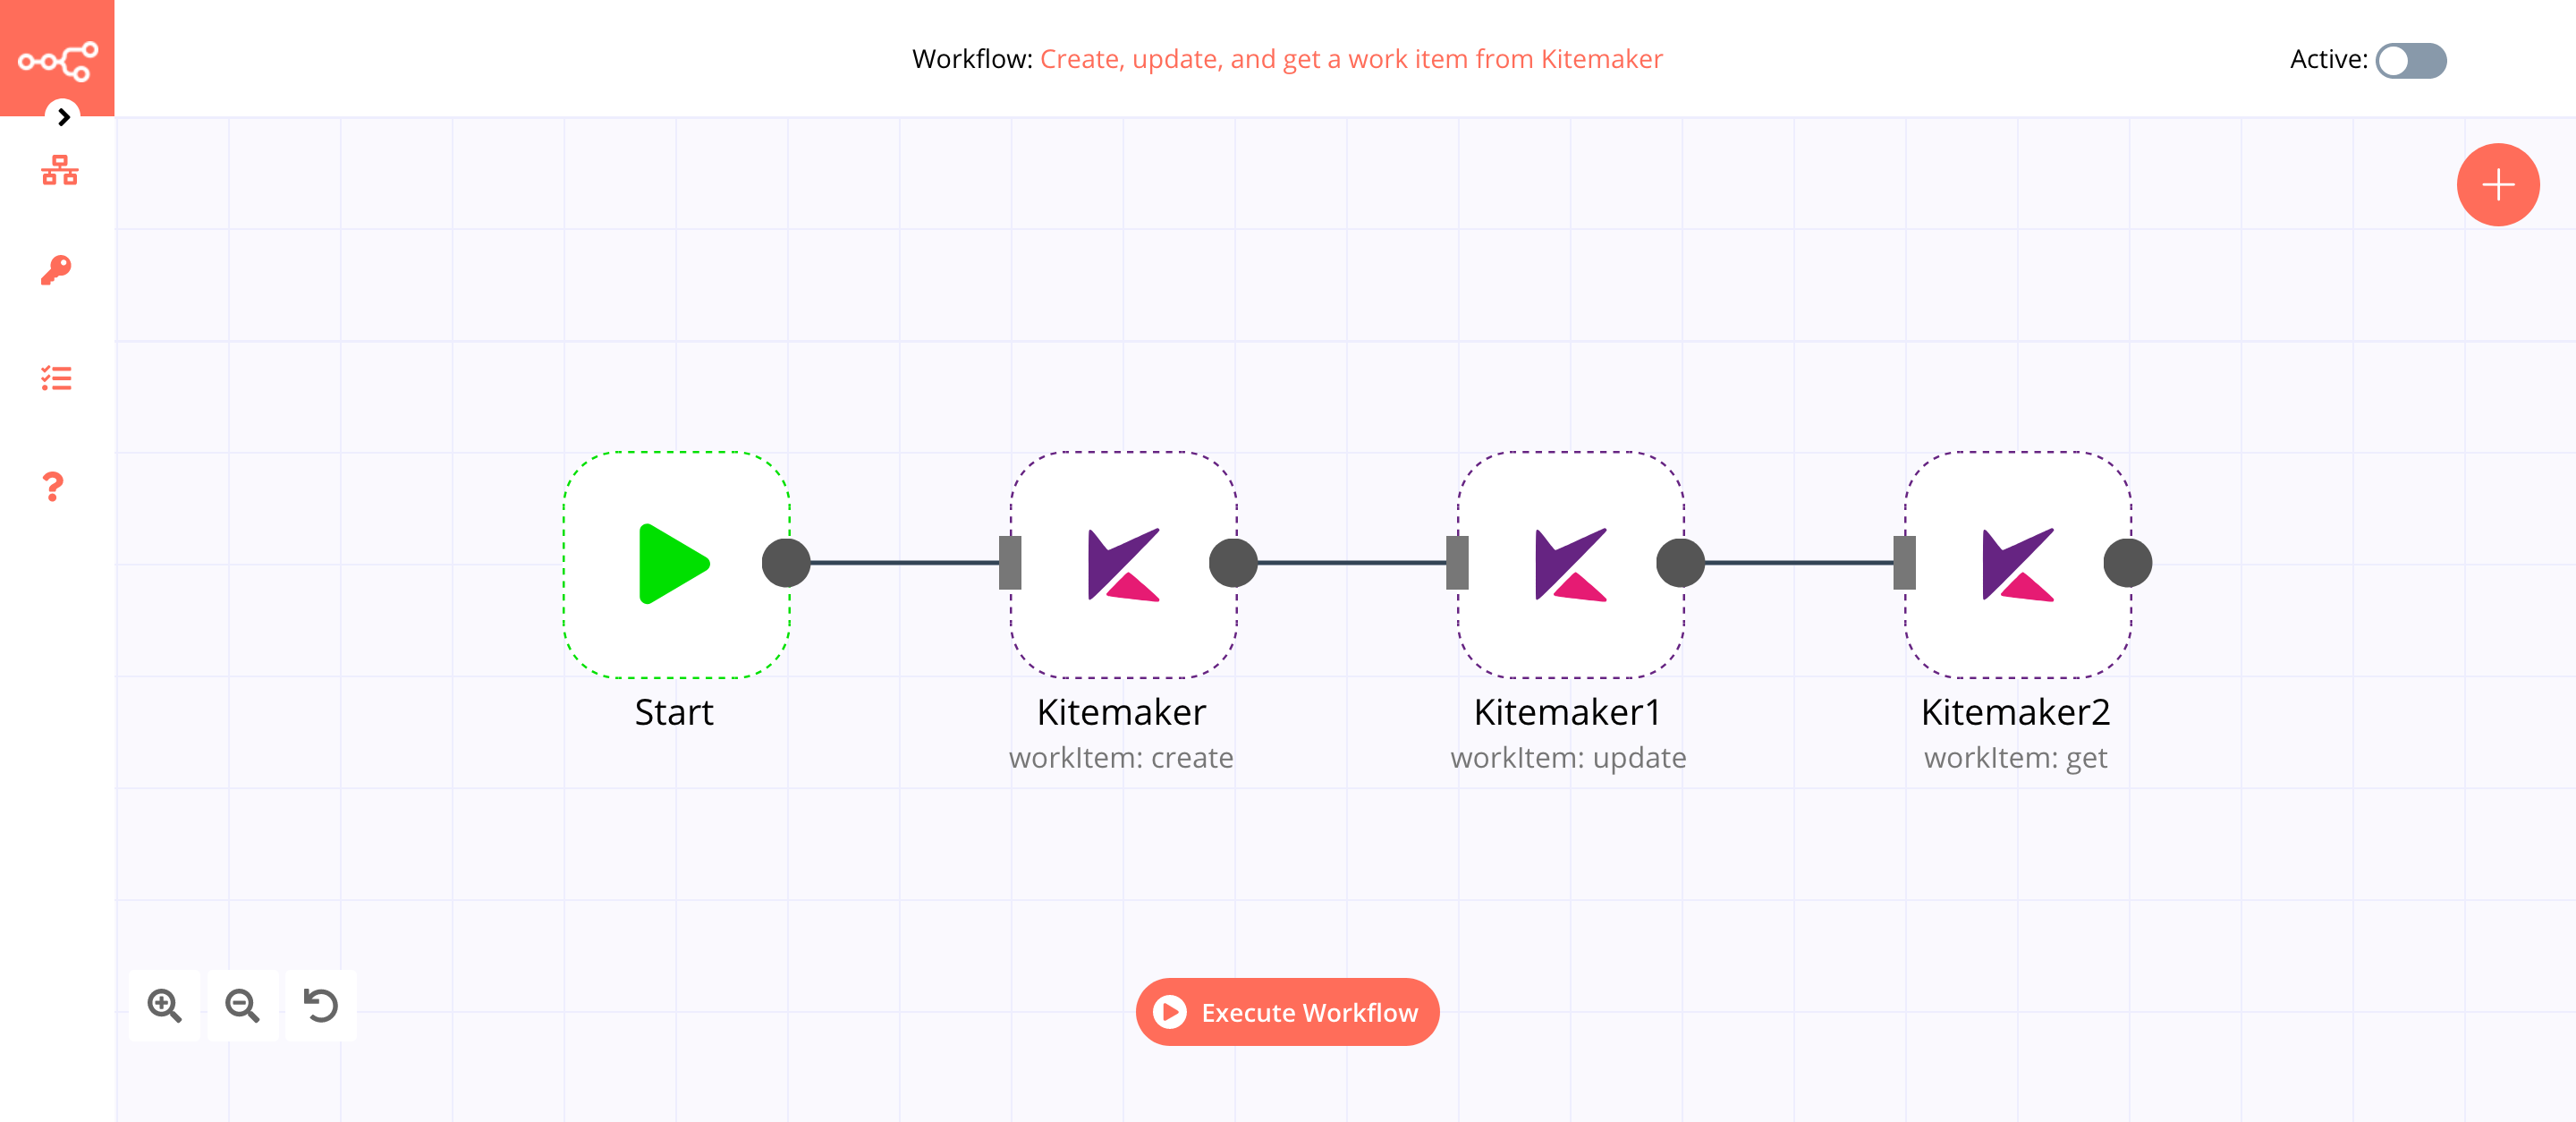 Workflow: Create, update, and get a work item from Kitemaker
Active:
Start
Kitemaker
workItem: create
Kitemaker1
workItem: update
Kitemaker2
workItem: get
Execute Workflow